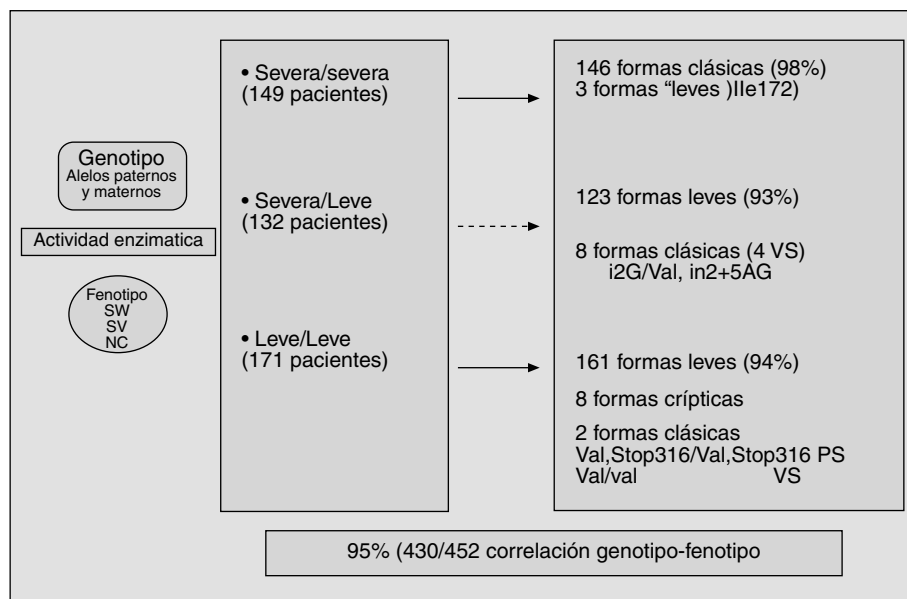 Genotipo
Alelos paternos
y maternos
Actividad enzimatica
Fenotipo
SW
SV
NC
• Severa/severa
(149 pacientes)
• Severa/Leve
(132 pacientes)
• Leve/Leve
(171 pacientes)
146 formas clásicas (98%)
3 formas “leves )Ile172)
123 formas leves (93%)
8 formas clásicas (4 VS)
i2G/Val, in2+5AG
161 formas leves (94%)
8 formas crípticas
2 formas clásicas
Val,Stop316/Val,Stop316 PS
Val/val VS
95% (430/452 correlación genotipo-fenotipo